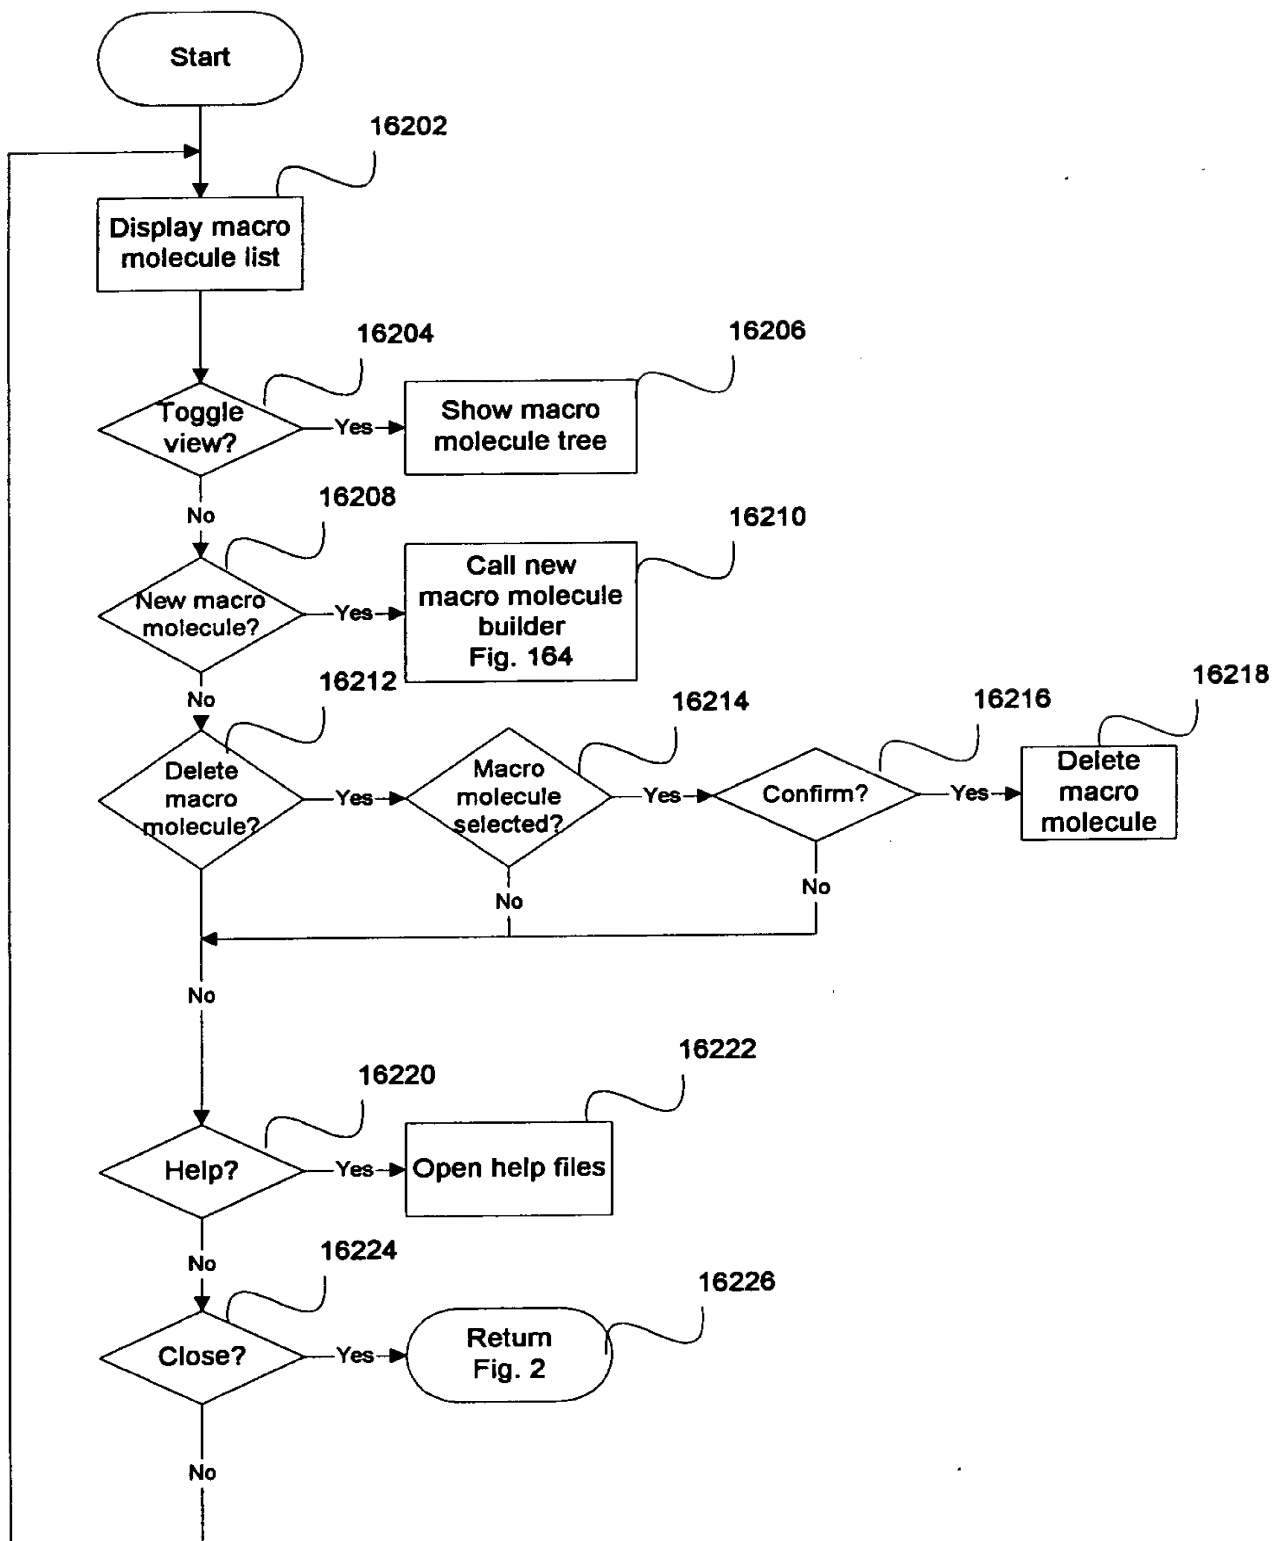 Start
16202
Display macro
molecule list
16204
16206
Toggle
view?
Yes
Show macro
molecule tree
No
16208
16210
New macro
molecule?
Yes
Call new
macro molecule
builder
Fig. 164
No
16212
16214
16216
16218
Delete
macro
molecule?
Yes
Macro
molecule
selected?
Yes
Confirm?
Yes
Delete
macro
molecule
No
No
No
16220
16222
Help?
Yes
Open help files
No
16224
16226
Close?
Yes
Return
Fig. 2
No